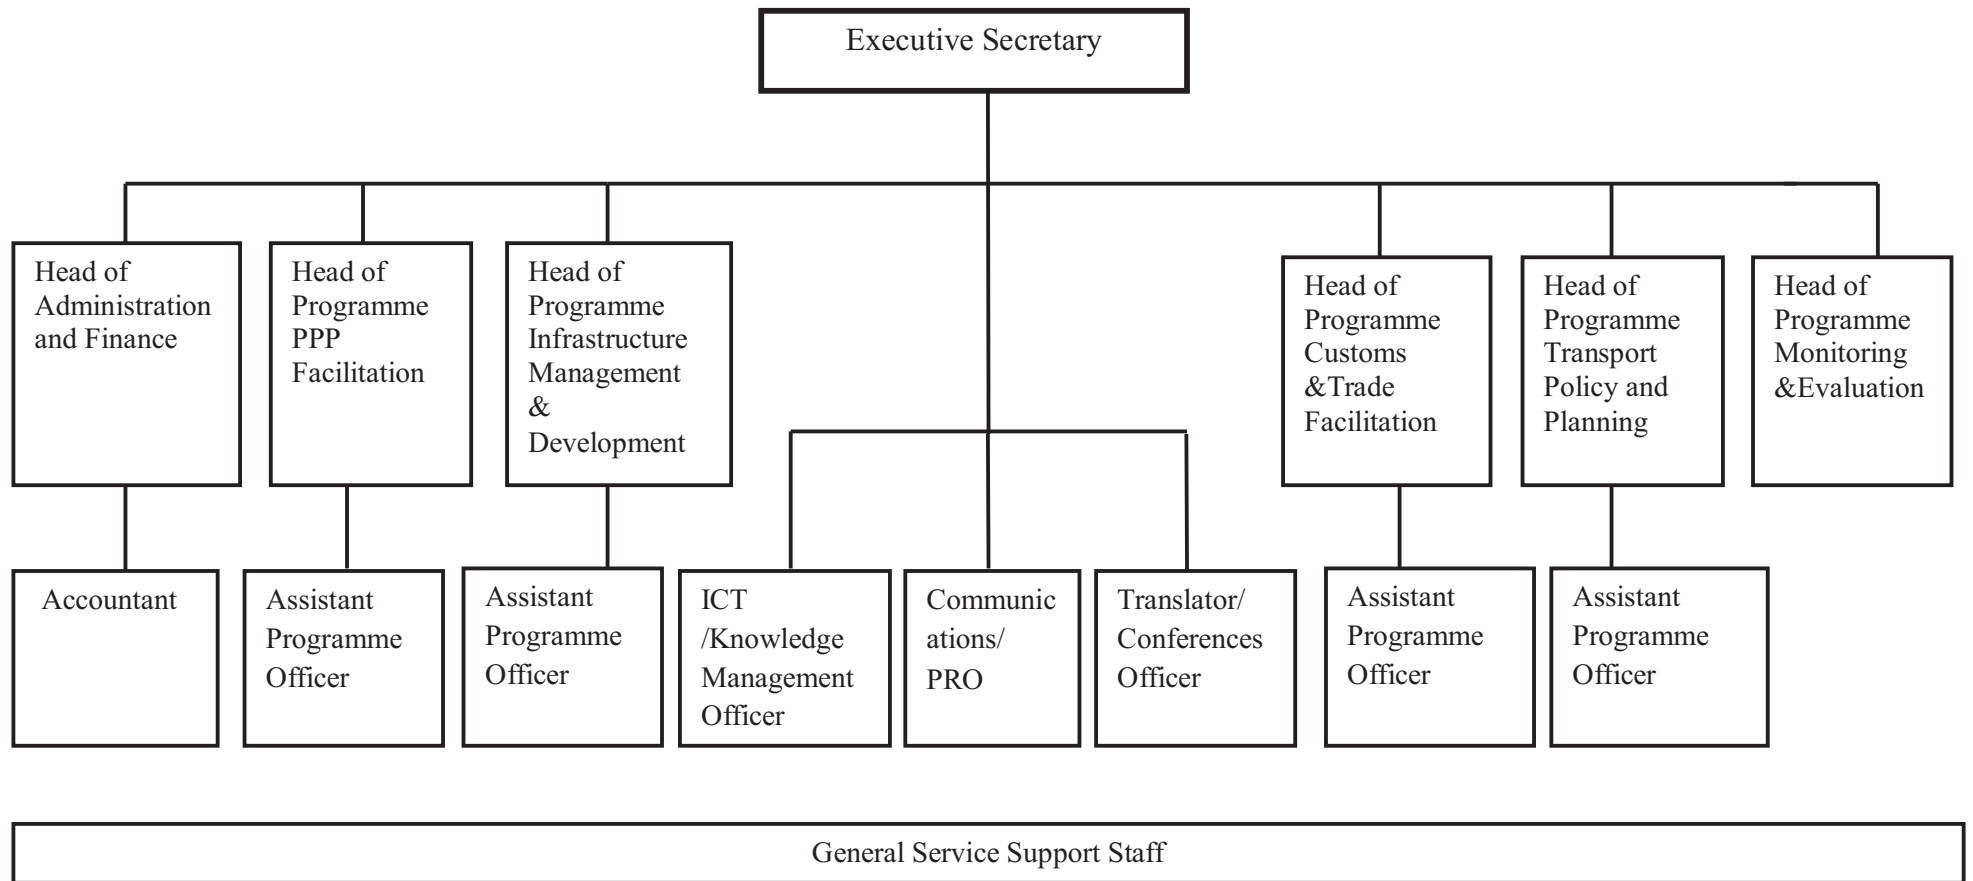 Executive Secretary
Head of
Administration
and Finance
Head of
Programme
PPP
Facilitation
Head of
Programme
Infrastructure
Management
&
Development
Head of
Programme
Customs
&Trade
Facilitation
Head of
Programme
Transport
Policy and
Planning
Head of
Programme
Monitoring
&Evaluation
Accountant
Assistant
Programme
Officer
Assistant
Programme
Officer
ICT
/Knowledge
Management
Officer
Communic
ations/
PRO
Translator/
Conferences
Officer
Assistant
Programme
Officer
Assistant
Programme
Officer
General Service Support Staff